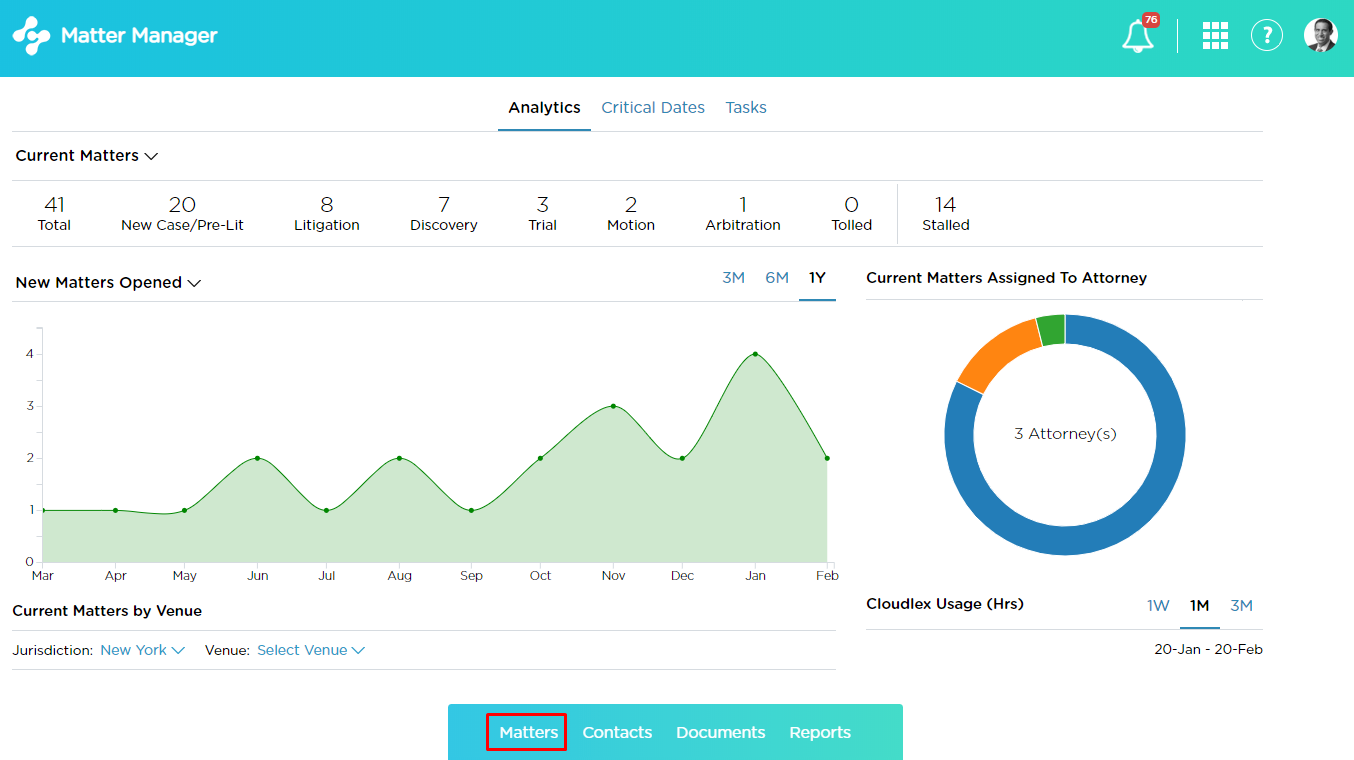 Matter Manager
76
?
Analytics Critical Dates Tasks
Current Matters
41 20 8 7 3 2 1 0 14
Total New Case/Pre-Lit Litigation Discovery Trial Motion Arbitration Tolled Stalled
New Matters Opened 3M 6M 1Y
4
3
2
1
0
Mar Apr May Jun Jul Aug Sep Oct Nov Dec Jan Feb
Current Matters Assigned To Attorney
3 Attorney(s)
Current Matters by Venue
Jurisdiction: New York Venue: Select Venue
Cloudlex Usage (Hrs) 1W 1M 3M
20-Jan - 20-Feb
Matters Contacts Documents Reports